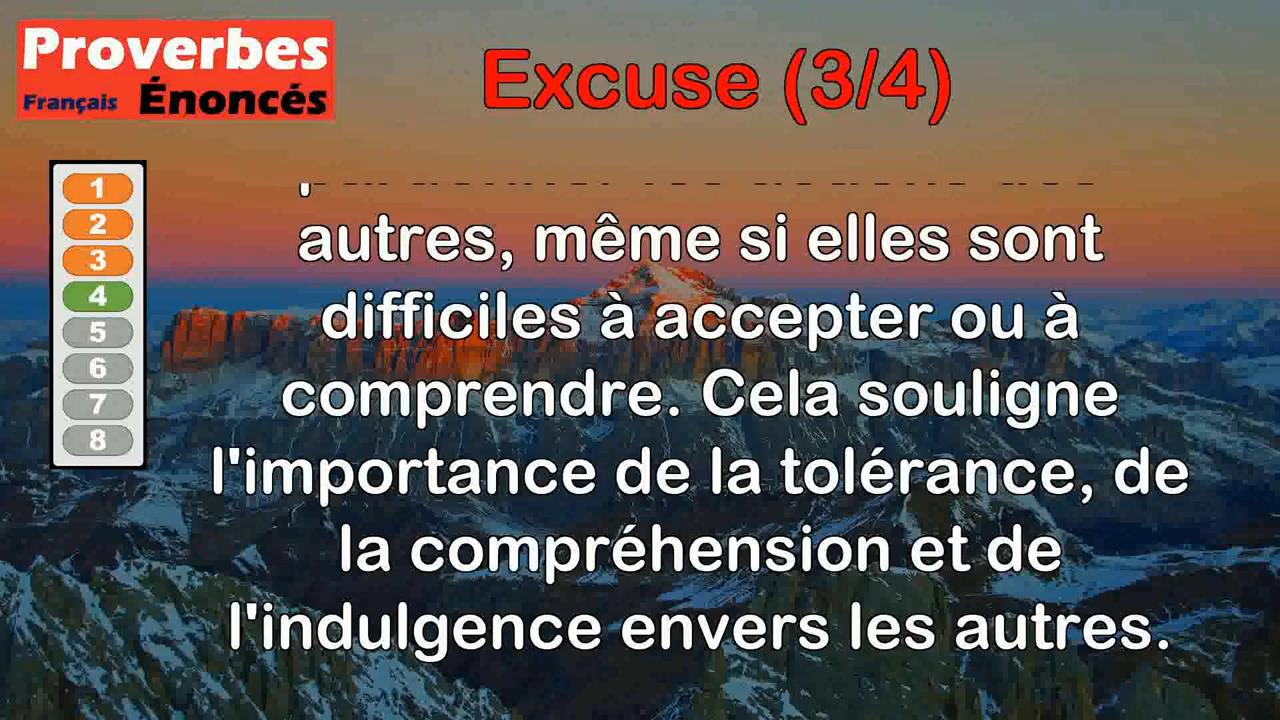 Proverbes
Français Énoncés
Excuse (3/4)
1
2
3
4
5
6
7
8
autres, même si elles sont
difficiles à accepter ou à
comprendre. Cela souligne
l'importance de la tolérance, de
la compréhension et de
l'indulgence envers les autres.